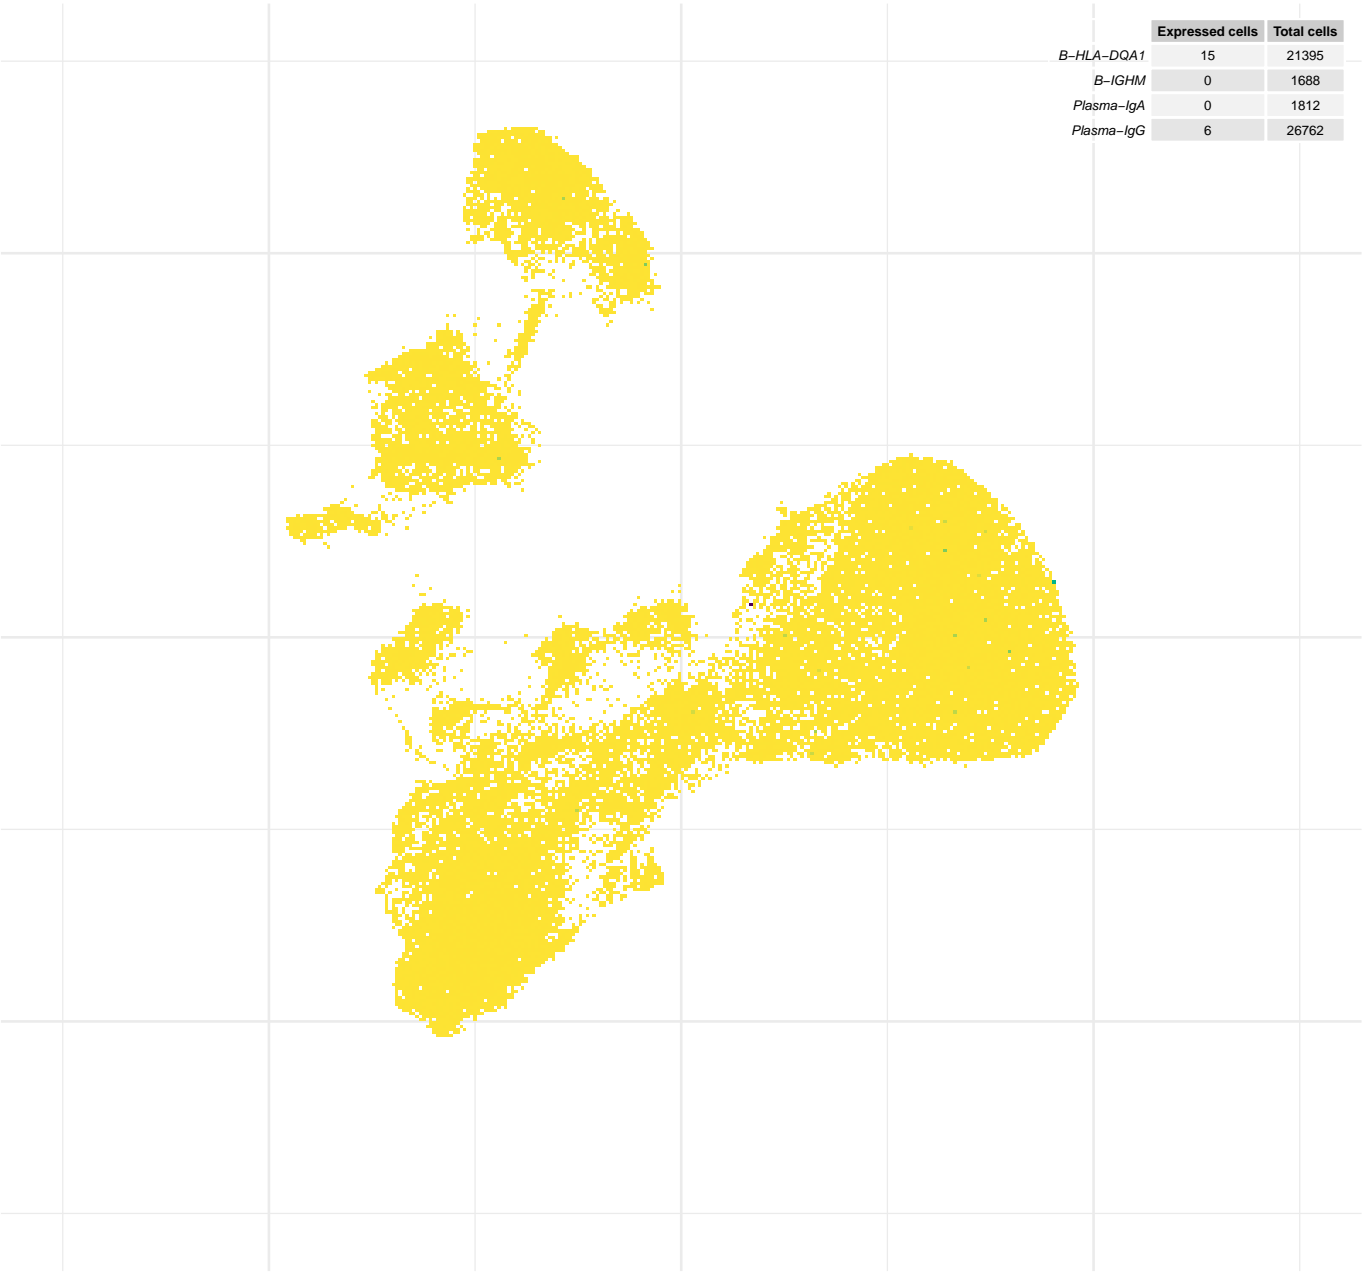 Expressed cells Total cells
B-HLA-DQA1 15 21395
B-IGHM 0 1688
Plasma-IgA 0 1812
Plasma-IgG 6 26762